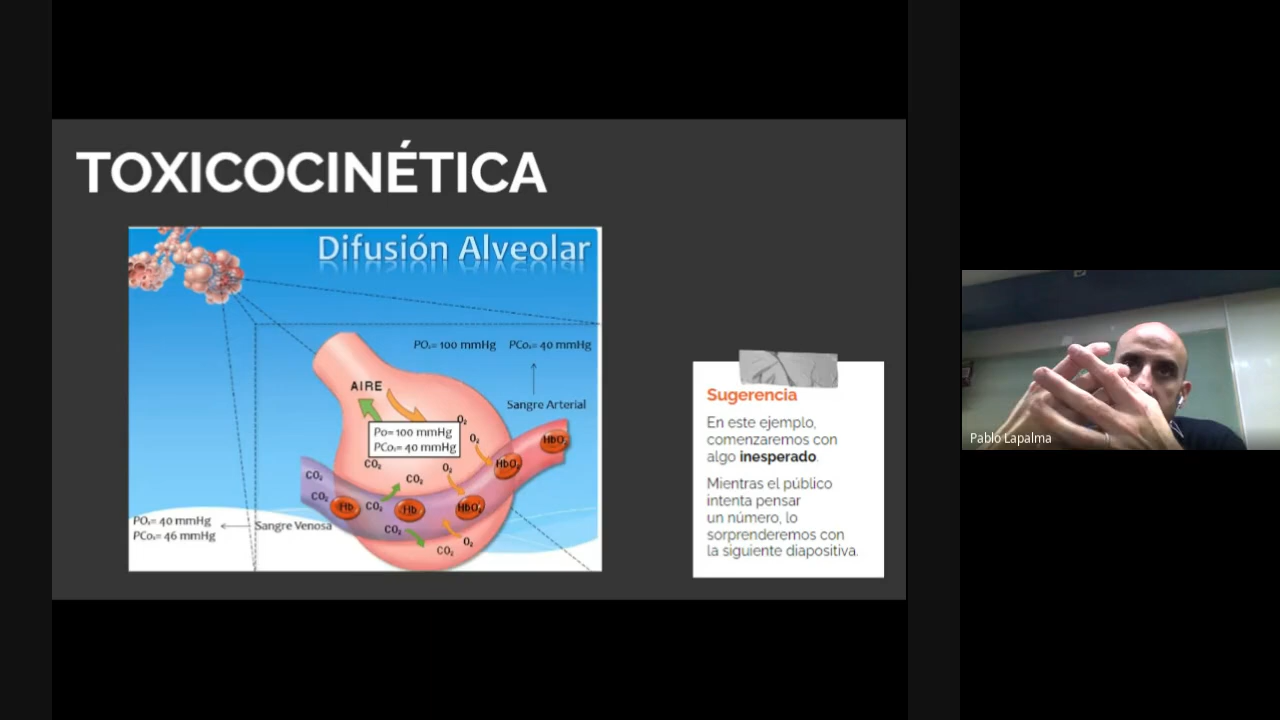 TOXICOCINÉTICA
Difusión Alveolar
PO₂= 100 mmHg PCO₂= 40 mmHg
AIRE
Sangre Arterial
O₂
Po= 100 mmHg
PCO₂= 40 mmHg
O₂
HbO₂
CO₂
O₂
HbO₂
CO₂
CO₂
CO₂
Hb
CO₂
Hb
HbO₂
PO₂= 40 mmHg
Sangre Venosa
PCO₂= 46 mmHg
CO₂
O₂
CO₂
Sugerencia
En este ejemplo,
comenzaremos con
algo inesperado.
Mientras el público
intenta pensar
un número, lo
sorprenderemos con
la siguiente diapositiva.
Pablo Lapalma